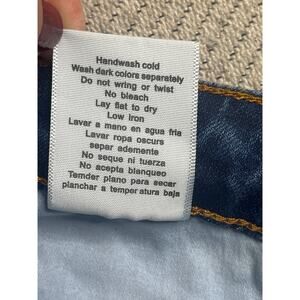 Handwash cold
Wash dark colors separately
Do not wring or twist
No bleach
Lay flat to dry
Low iron
Lavar a mano en agua fria
Lavar ropa oscurs
separ ademente
No seque ni tuerza
No acepta blanqueo
Temder plano para secar
planchar a temper atura baja